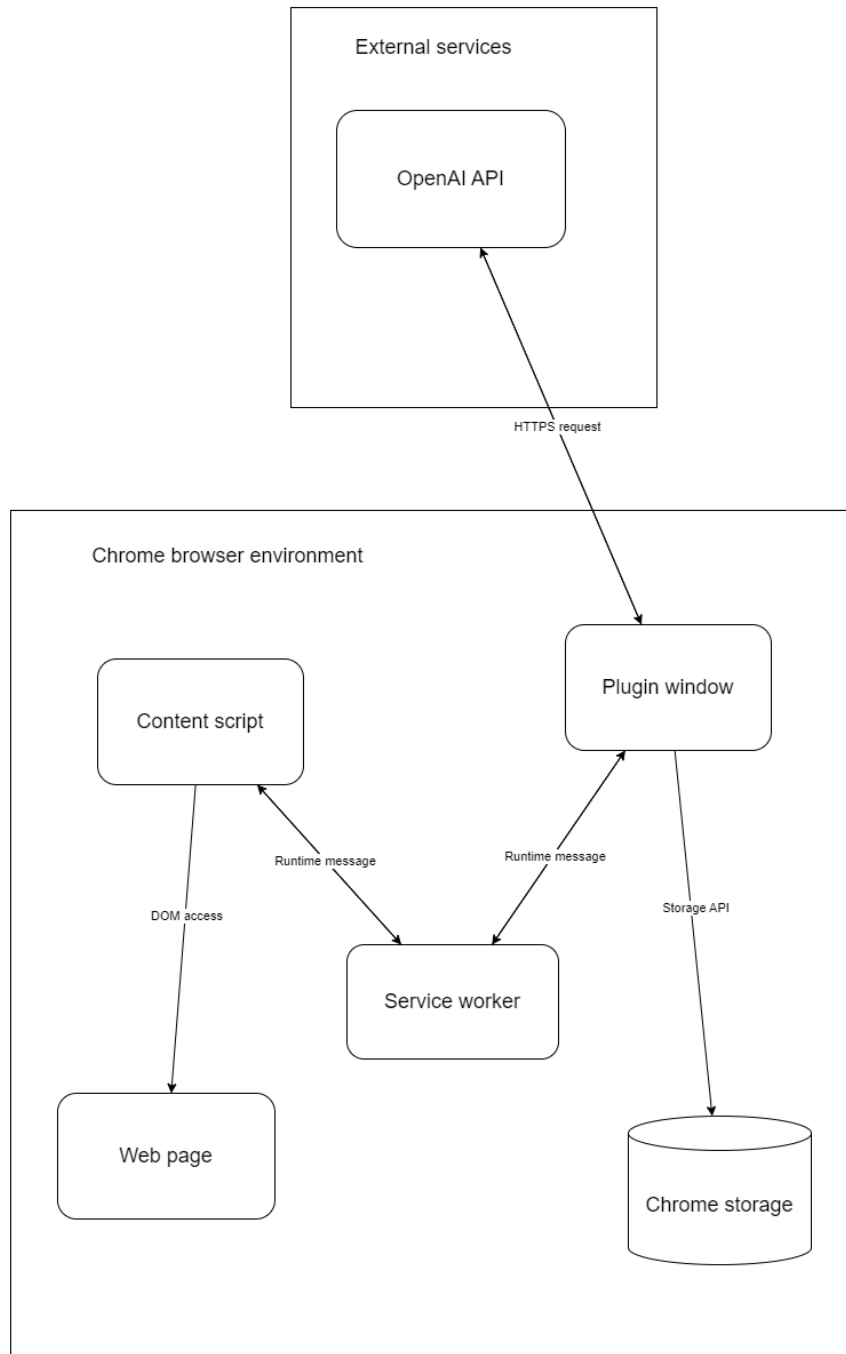 External services
OpenAI API
HTTPS request
Chrome browser environment
Plugin window
Content script
Runtime message
Runtime message
Storage API
DOM access
Service worker
Web page
Chrome storage